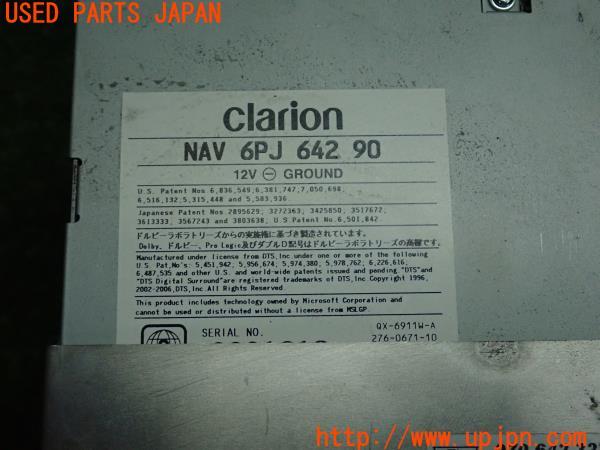 USED PARTS JAPAN
clarion
NAV 6PJ 642 90
12V ⊖ GROUND
U.S. Patent Nos 6,836,549;6,381,747;7,050,698;
6,516,132;5,315,448 and 5,583,936.
Japanese Patent Nos 2895629; 3272363; 3425850; 3517672;
3613333; 3567243 and 3803638; U.S Patent No. 6,501,842
ドルビーラボラトリーズからの実施権に基づき製造されています。
Dolby、ドルビー、Pro Logic及びダブルD記号はドルビーラボラトリーズの商標です。
Manufactured under license from DTS,Inc under one or more of the following
U.S. Pat,No's: 5,451,942; 5,956,674; 5,974,380; 5,978,762; 6,226,616;
6,487,535 and other U.S. and world-wide patents issued and pending "DTS"and
"DTS Digital Surround"are registered trademarks of DTS,Inc Copyright 1996,
2002-2006,DTS Inc.All Rights Reserved.
This product includes technology owned by Microsoft Corporation and
cannot be used or distributed without a license from MSLGP.
SERIAL NO.
QX-6911W-A
276-0671-10
http://www.upjpn.com/